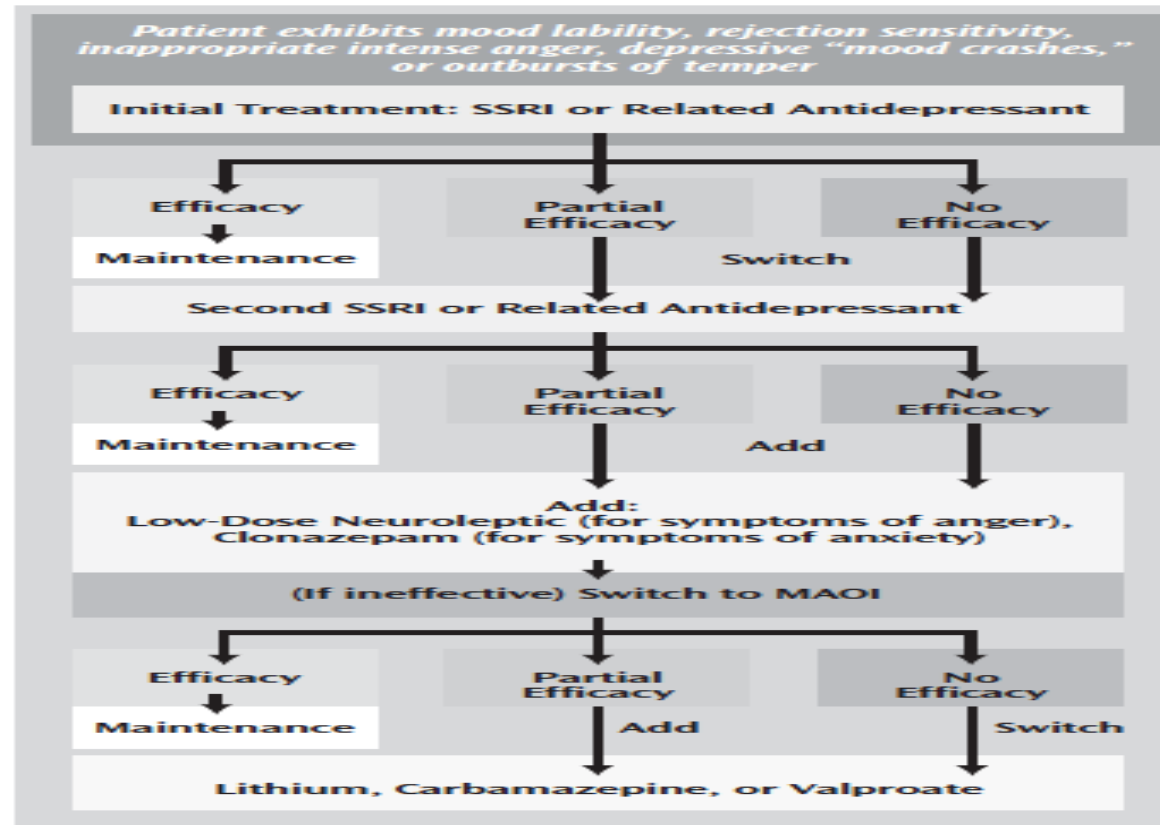 Patient exhibits mood lability, rejection sensitivity,
inappropriate intense anger, depressive “mood crashes,”
or outbursts of temper
Initial Treatment: SSRI or Related Antidepressant
Efficacy
Partial
Efficacy
No
Efficacy
Maintenance
Switch
Second SSRI or Related Antidepressant
Efficacy
Partial
Efficacy
No
Efficacy
Maintenance
Add
Add:
Low-Dose Neuroleptic (for symptoms of anger),
Clonazepam (for symptoms of anxiety)
(If ineffective) Switch to MAOI
Efficacy
Partial
Efficacy
No
Efficacy
Maintenance
Add
Switch
Lithium, Carbamazepine, or Valproate